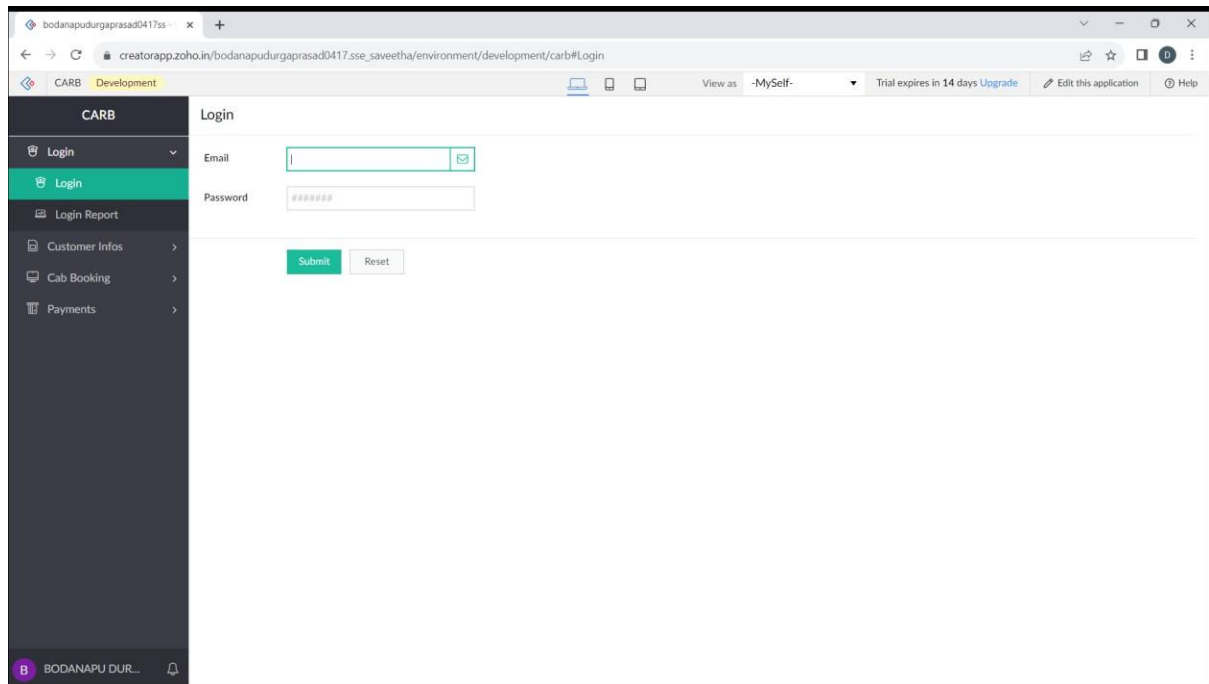 bodanapudurgaprasad0417ss -
creatorapp.zoho.in/bodanapudurgaprasad0417.sse_saveetha/environment/development/carb#Login
D
CARB Development View as -MySelf- Trial expires in 14 days Upgrade Edit this application Help
CARB
Login
Login
Login Report
Customer Infos
Cab Booking
Payments
B BODANAPU DUR...
Login
Email
Password #######
Submit Reset